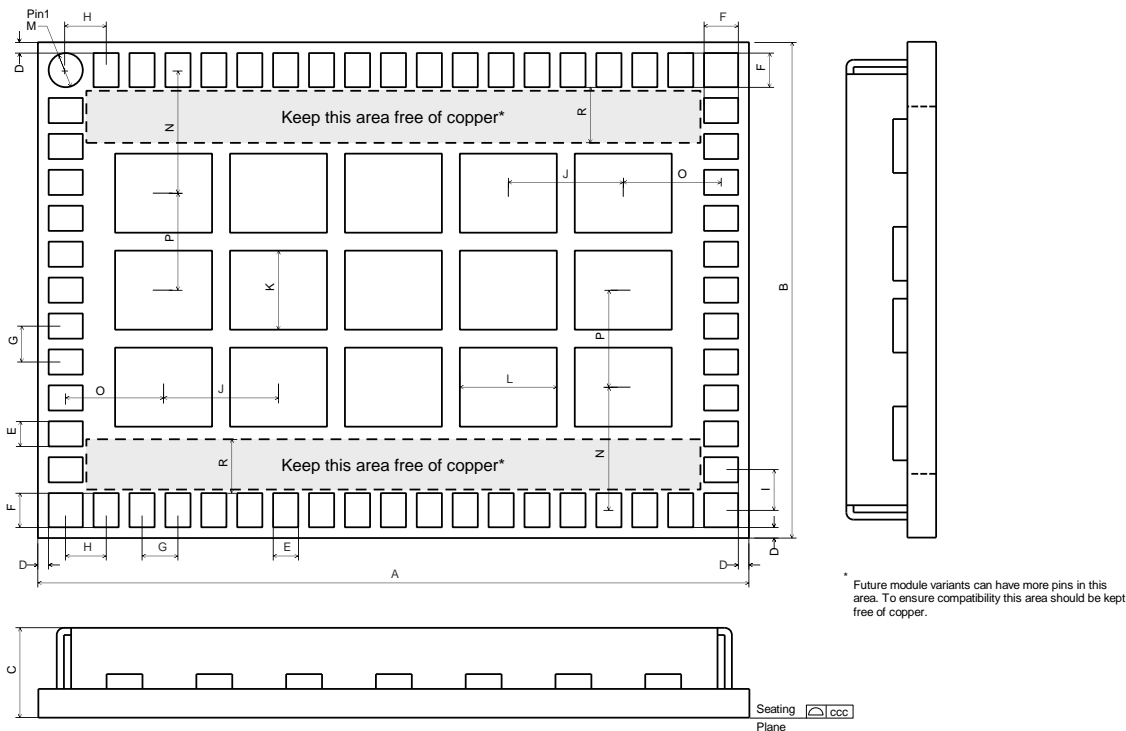 Pin1
M
H
F
D
F
Keep this area free of copper*
R
N
J
O
P
K
B
G
P
O
J
L
E
R
Keep this area free of copper*
N
I
F
H
G
E
D
D
D
A
*
Future module variants can have more pins in this
area. To ensure compatibility this area should be kept
free of copper.
C
Seating
ccc
Plane